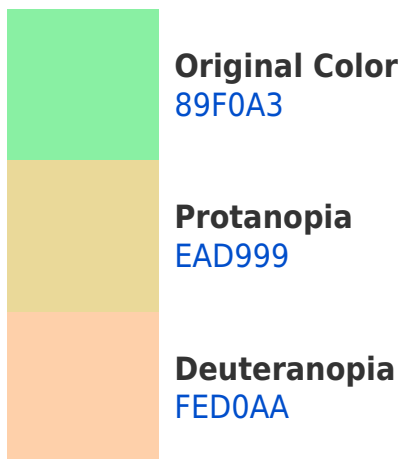 Original Color
89F0A3
Protanopia
EAD999
Deuteranopia
FED0AA